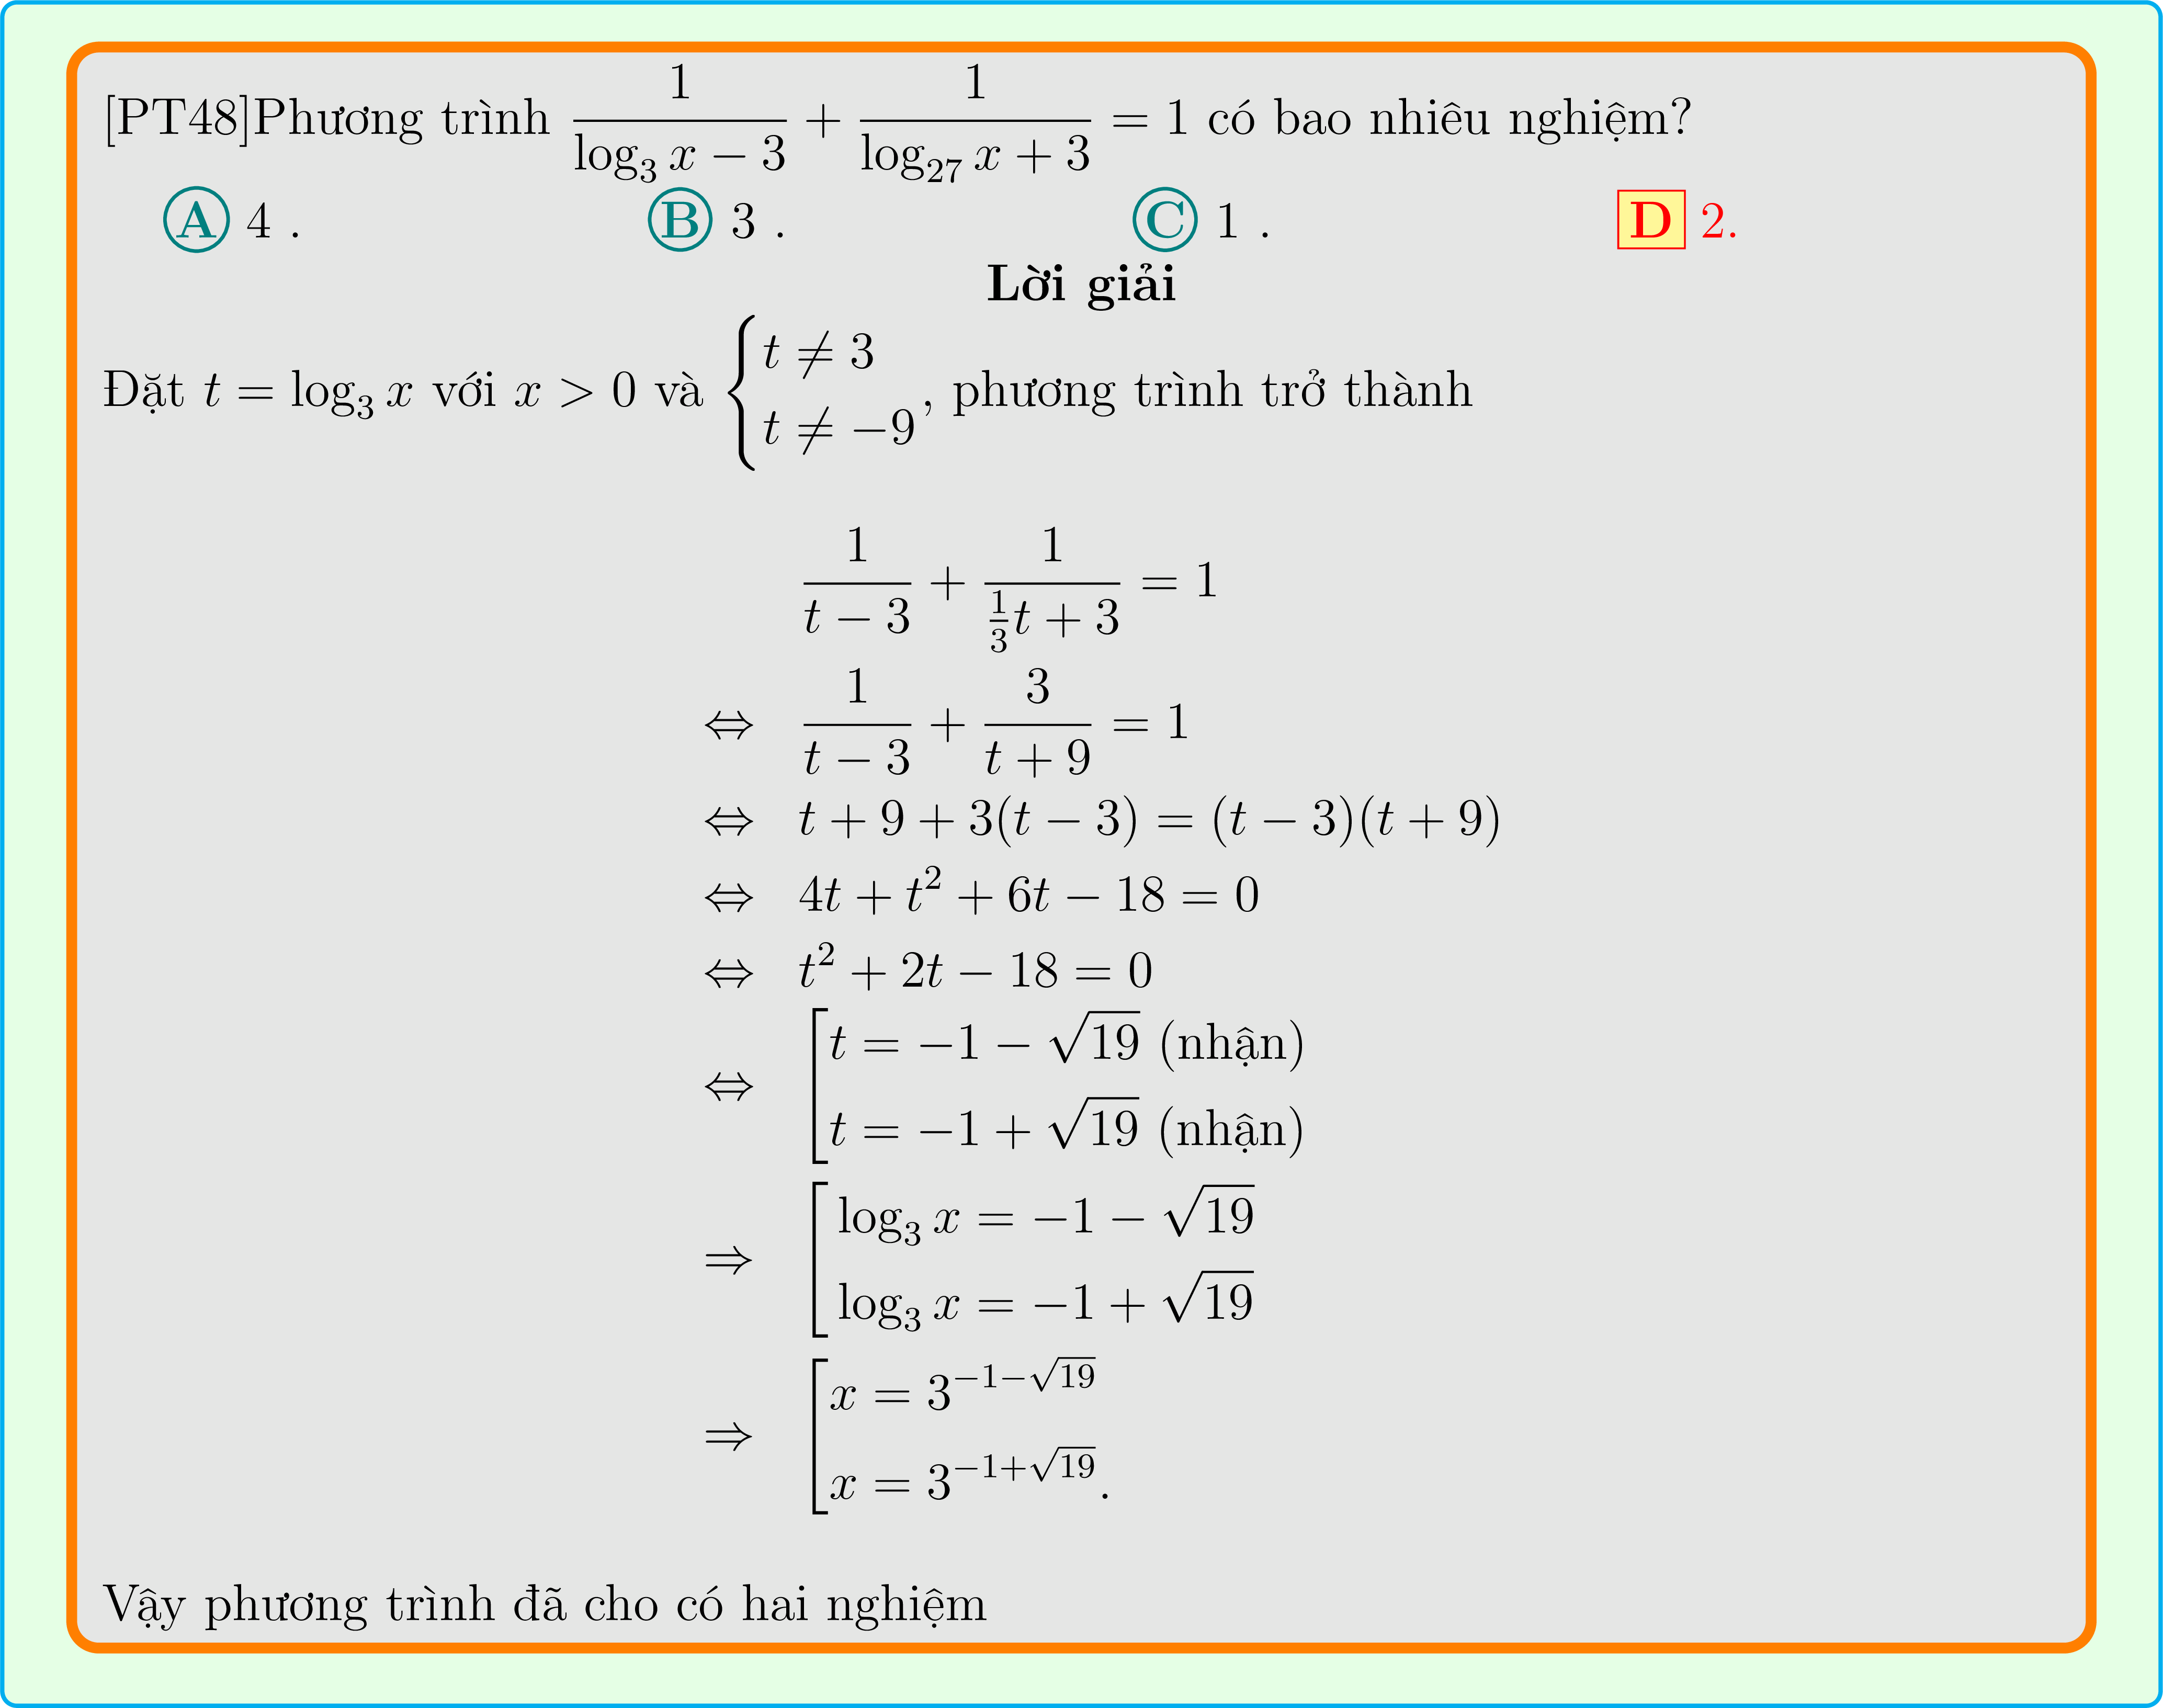 [PT48]Phương trình $\dfrac{1}{\log_3 x - 3} + \dfrac{1}{\log_{27} x + 3} = 1$ có bao nhiêu nghiệm?
A 4 . B 3 . C 1 . D 2.
Lời giải
Đặt $t = \log_3 x$ với $x > 0$ và $\begin{cases} t \neq 3 \\ t \neq -9 \end{cases}$, phương trình trở thành
$\dfrac{1}{t - 3} + \dfrac{1}{\frac{1}{3}t + 3} = 1$
$\Leftrightarrow \dfrac{1}{t - 3} + \dfrac{3}{t + 9} = 1$
$\Leftrightarrow t + 9 + 3(t - 3) = (t - 3)(t + 9)$
$\Leftrightarrow 4t + t^2 + 6t - 18 = 0$
$\Leftrightarrow t^2 + 2t - 18 = 0$
$\Leftrightarrow \left[\begin{array}{l} t = -1 - \sqrt{19} \text{ (nhận)} \\ t = -1 + \sqrt{19} \text{ (nhận)} \end{array}\right.$
$\Rightarrow \left[\begin{array}{l} \log_3 x = -1 - \sqrt{19} \\ \log_3 x = -1 + \sqrt{19} \end{array}\right.$
$\Rightarrow \left[\begin{array}{l} x = 3^{-1-\sqrt{19}} \\ x = 3^{-1+\sqrt{19}}. \end{array}\right.$
Vậy phương trình đã cho có hai nghiệm